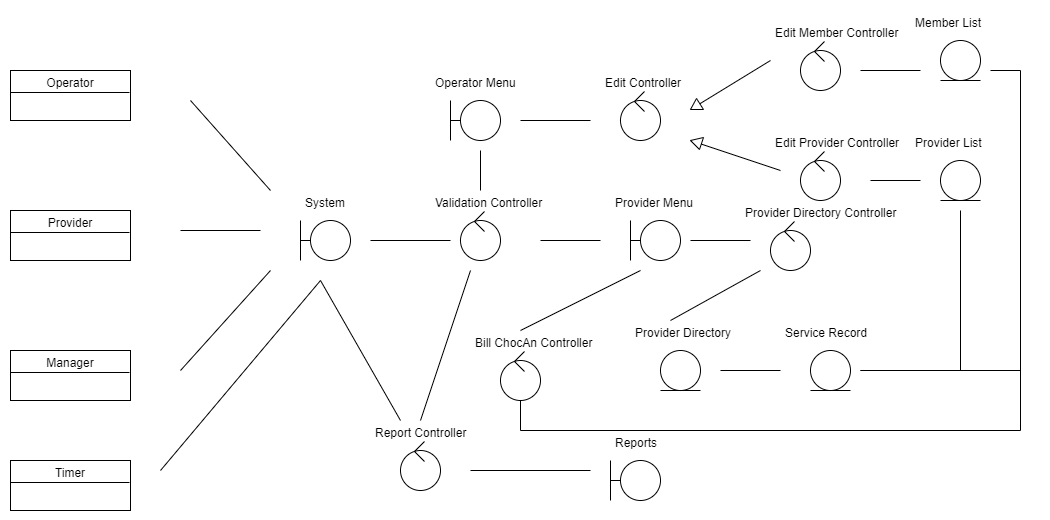 Member List
Edit Member Controller
Operator
Operator Menu
Edit Controller
Edit Provider Controller
Provider List
System
Validation Controller
Provider Menu
Provider Directory Controller
Provider
Provider Directory
Service Record
Bill ChocAn Controller
Manager
Report Controller
Reports
Timer